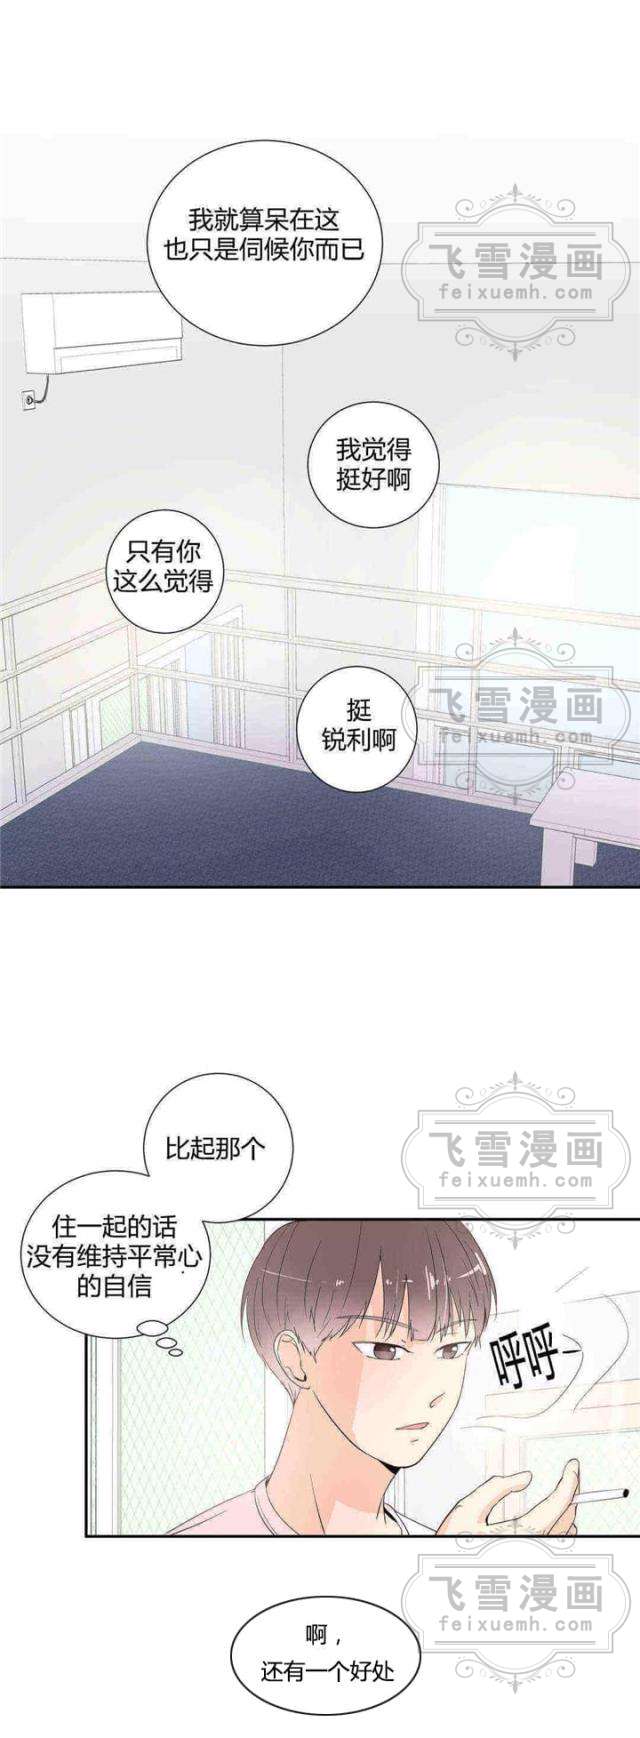 我就算呆在这
也只是伺候你而已
飞雪漫画
feixuemh.com
我觉得
挺好啊
只有你
这么觉得
挺
锐利啊
飞雪漫画
feixuemh.com
比起那个
飞雪漫画
feixuemh.com
住一起的话
没有维持平常心
的自信
呼呼~
飞雪漫画
feixuemh.com
啊，
还有一个好处